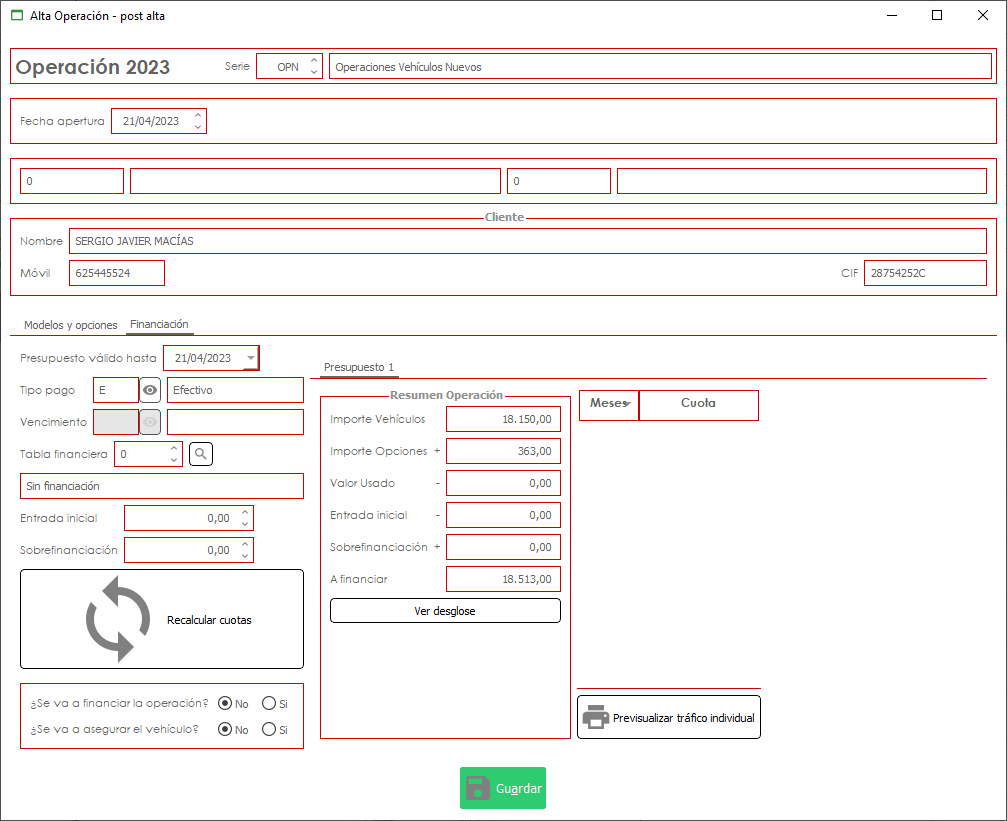 Alta Operación - post alta
Operación 2023 Serie OPN Operaciones Vehículos Nuevos
Fecha apertura 21/04/2023
0 0
Cliente
Nombre SERGIO JAVIER MACÍAS
Móvil 625445524 CIF 28754252C
Modelos y opciones Financiación
Presupuesto válido hasta 21/04/2023
Tipo pago E Efectivo
Vencimiento
Tabla financiera 0
Sin financiación
Entrada inicial 0,00
Sobrefinanciación 0,00
Recalcular cuotas
¿Se va a financiar la operación? No Si
¿Se va a asegurar el vehículo? No Si
Presupuesto 1
Resumen Operación
Importe Vehículos 18.150,00
Importe Opciones + 363,00
Valor Usado - 0,00
Entrada inicial - 0,00
Sobrefinanciación + 0,00
A financiar 18.513,00
Ver desglose
Meses Cuota
Previsualizar tráfico individual
Guardar